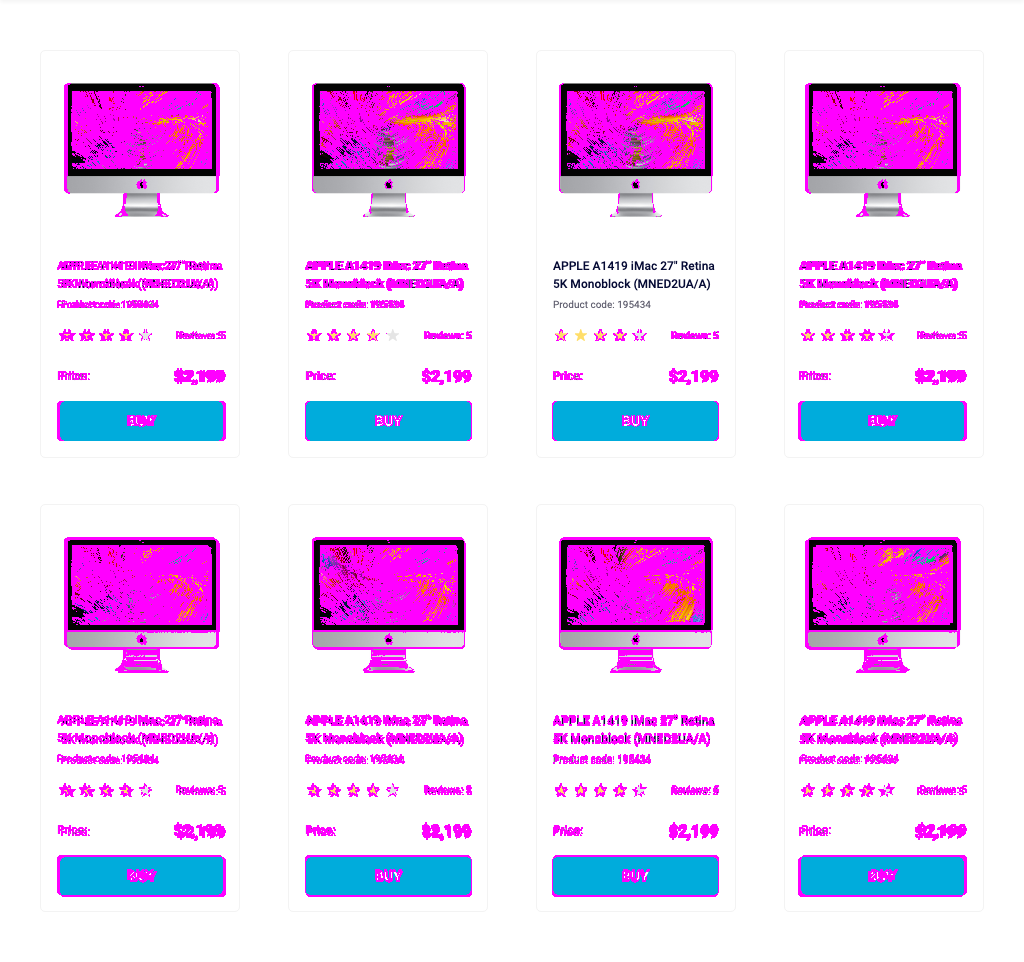 APPLE A1419 iMac 27" Retina
5K Monoblock (MNED2UA/A)
Product code: 195434
Reviews: 5
Price:
$2,199
BUY
APPLE A1419 iMac 27" Retina
5K Monoblock (MNED2UA/A)
Product code: 195434
Reviews: 5
Price:
$2,199
BUY
APPLE A1419 iMac 27" Retina
5K Monoblock (MNED2UA/A)
Product code: 195434
Reviews: 5
Price:
$2,199
BUY
APPLE A1419 iMac 27" Retina
5K Monoblock (MNED2UA/A)
Product code: 195434
Reviews: 5
Price:
$2,199
BUY
APPLE A1419 iMac 27" Retina
5K Monoblock (MNED2UA/A)
Product code: 195434
Reviews: 5
Price:
$2,199
BUY
APPLE A1419 iMac 27" Retina
5K Monoblock (MNED2UA/A)
Product code: 195434
Reviews: 5
Price:
$2,199
BUY
APPLE A1419 iMac 27" Retina
5K Monoblock (MNED2UA/A)
Product code: 195434
Reviews: 5
Price:
$2,199
BUY
APPLE A1419 iMac 27" Retina
5K Monoblock (MNED2UA/A)
Product code: 195434
Reviews: 5
Price:
$2,199
BUY